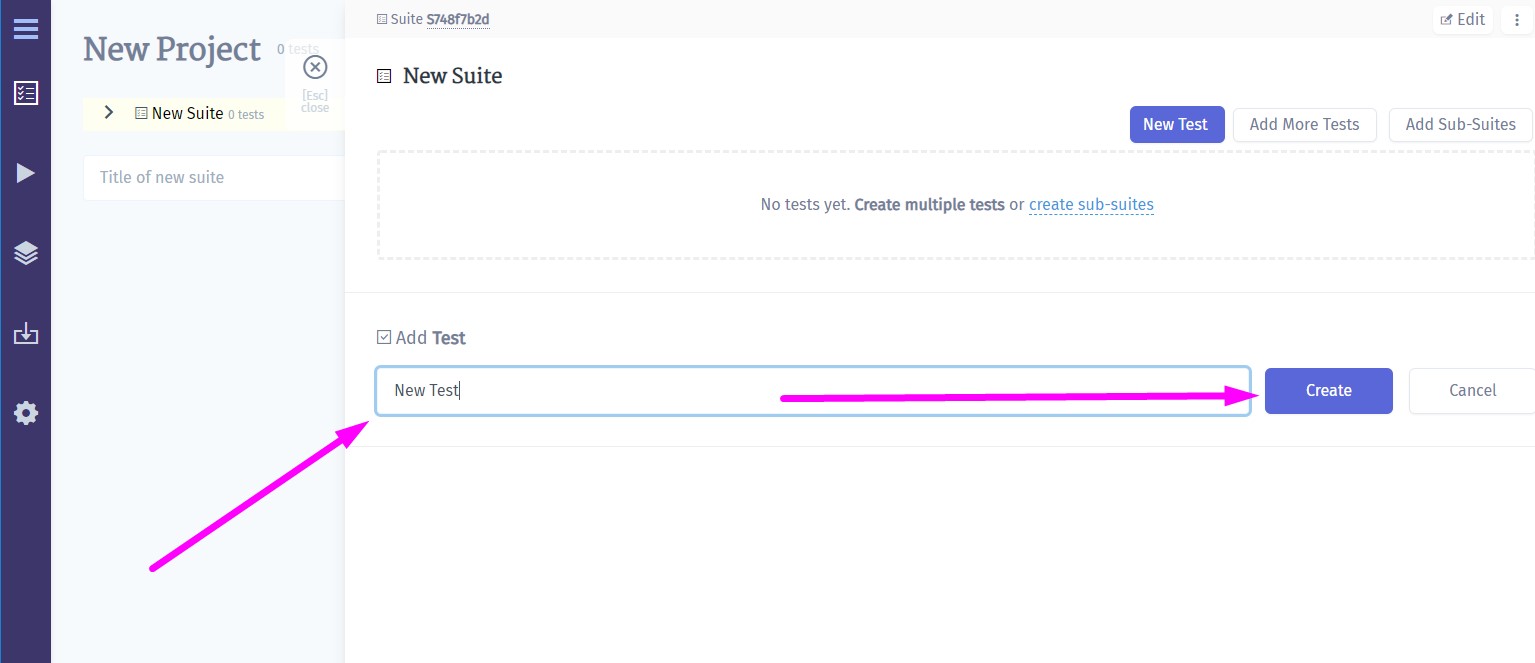 Suite S748f7b2d
Edit
New Project 0 tests
[Esc]
close
New Suite 0 tests
Title of new suite
New Suite
New Test
Add More Tests
Add Sub-Suites
No tests yet. Create multiple tests or create sub-suites
Add Test
New Test
Create
Cancel